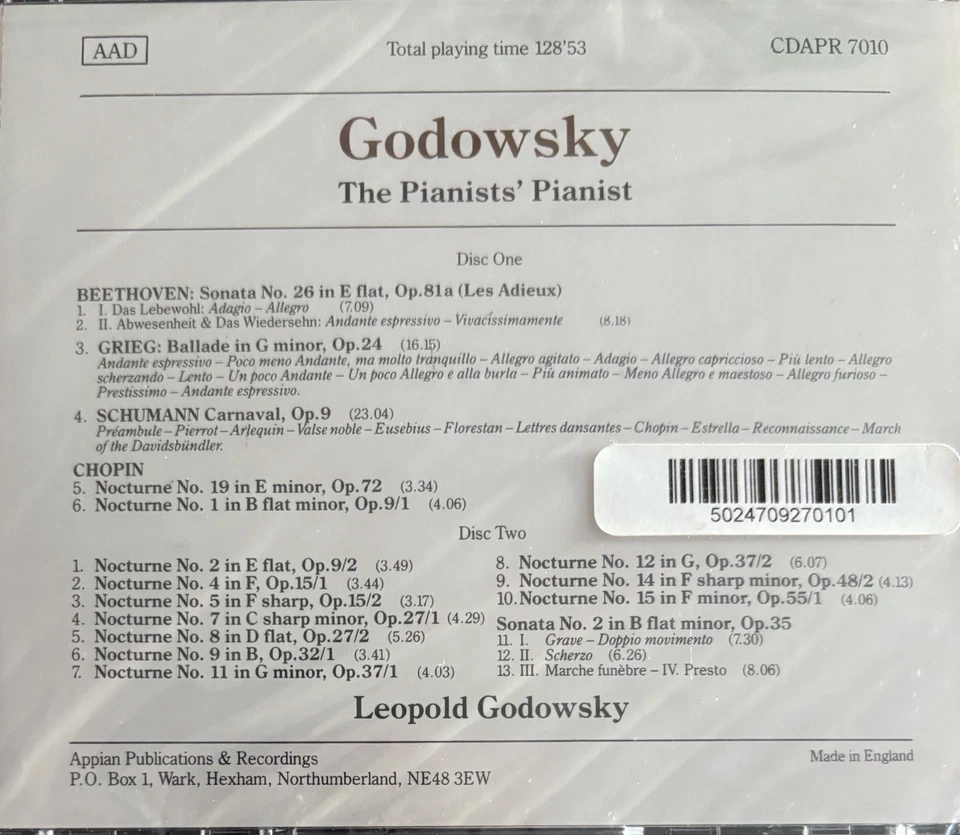 AAD
Total playing time 128'53
CDAPR 7010
Godowsky
The Pianists' Pianist
Disc One
BEETHOVEN: Sonata No. 26 in E flat, Op.81a (Les Adieux)
1. I. Das Lebewohl: Adagio – Allegro (7.09)
2. II. Abwesenheit & Das Wiedersehn: Andante espressivo – Vivacissimamente (8.18)
3. GRIEG: Ballade in G minor, Op.24 (16.15)
Andante espressivo – Poco meno Andante, ma molto tranquillo – Allegro agitato – Adagio – Allegro capriccioso – Più lento – Allegro
scherzando – Lento – Un poco Andante – Un poco Allegro e alla burla – Più animato – Meno Allegro e maestoso – Allegro furioso –
Prestissimo – Andante espressivo.
4. SCHUMANN Carnaval, Op.9 (23.04)
Préambule – Pierrot – Arlequin – Valse noble – Eusebius – Florestan – Lettres dansantes – Chopin – Estrella – Reconnaissance – March
of the Davidsbündler.
CHOPIN
5. Nocturne No. 19 in E minor, Op.72 (3.34)
6. Nocturne No. 1 in B flat minor, Op.9/1 (4.06)
5024709270101
Disc Two
1. Nocturne No. 2 in E flat, Op.9/2 (3.49)
2. Nocturne No. 4 in F, Op.15/1 (3.44)
3. Nocturne No. 5 in F sharp, Op.15/2 (3.17)
4. Nocturne No. 7 in C sharp minor, Op.27/1 (4.29)
5. Nocturne No. 8 in D flat, Op.27/2 (5.26)
6. Nocturne No. 9 in B, Op.32/1 (3.41)
7. Nocturne No. 11 in G minor, Op.37/1 (4.03)
8. Nocturne No. 12 in G, Op.37/2 (6.07)
9. Nocturne No. 14 in F sharp minor, Op.48/2 (4.13)
10. Nocturne No. 15 in F minor, Op.55/1 (4.06)
Sonata No. 2 in B flat minor, Op.35
11. I. Grave – Doppio movimento (7.30)
12. II. Scherzo (6.26)
13. III. Marche funèbre – IV. Presto (8.06)
Leopold Godowsky
Appian Publications & Recordings
P.O. Box 1, Wark, Hexham, Northumberland, NE48 3EW
Made in England